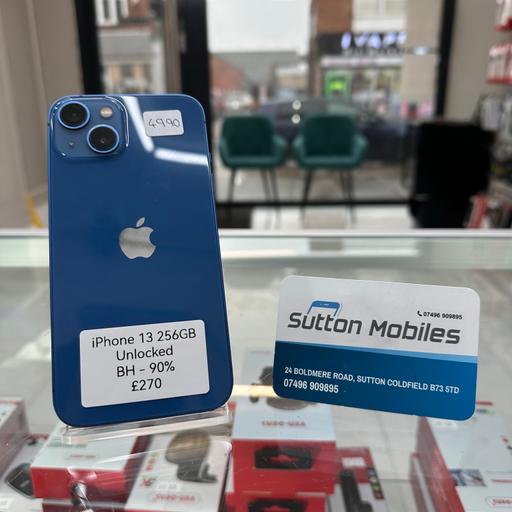 4990
iPhone 13 256GB
Unlocked
BH - 90%
£270
07496 909895
Sutton Mobiles
24 BOLDMERE ROAD, SUTTON COLDFIELD B73 5TD
07496 909895